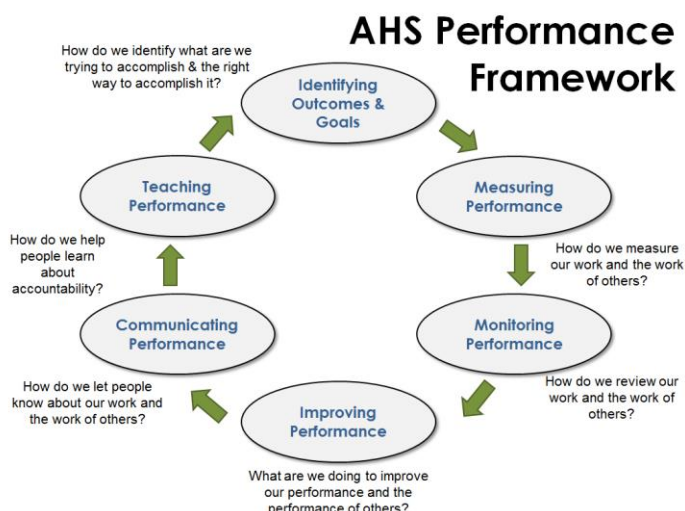 AHS Performance
Framework
How do we identify what are we
trying to accomplish & the right
way to accomplish it?
Identifying
Outcomes &
Goals
Measuring
Performance
How do we measure
our work and the work
of others?
Monitoring
Performance
How do we review our
work and the work of
others?
Improving
Performance
What are we doing to improve
our performance and the
performance of others?
Communicating
Performance
How do we let people
know about our work and
the work of others?
Teaching
Performance
How do we help
people learn
about
accountability?